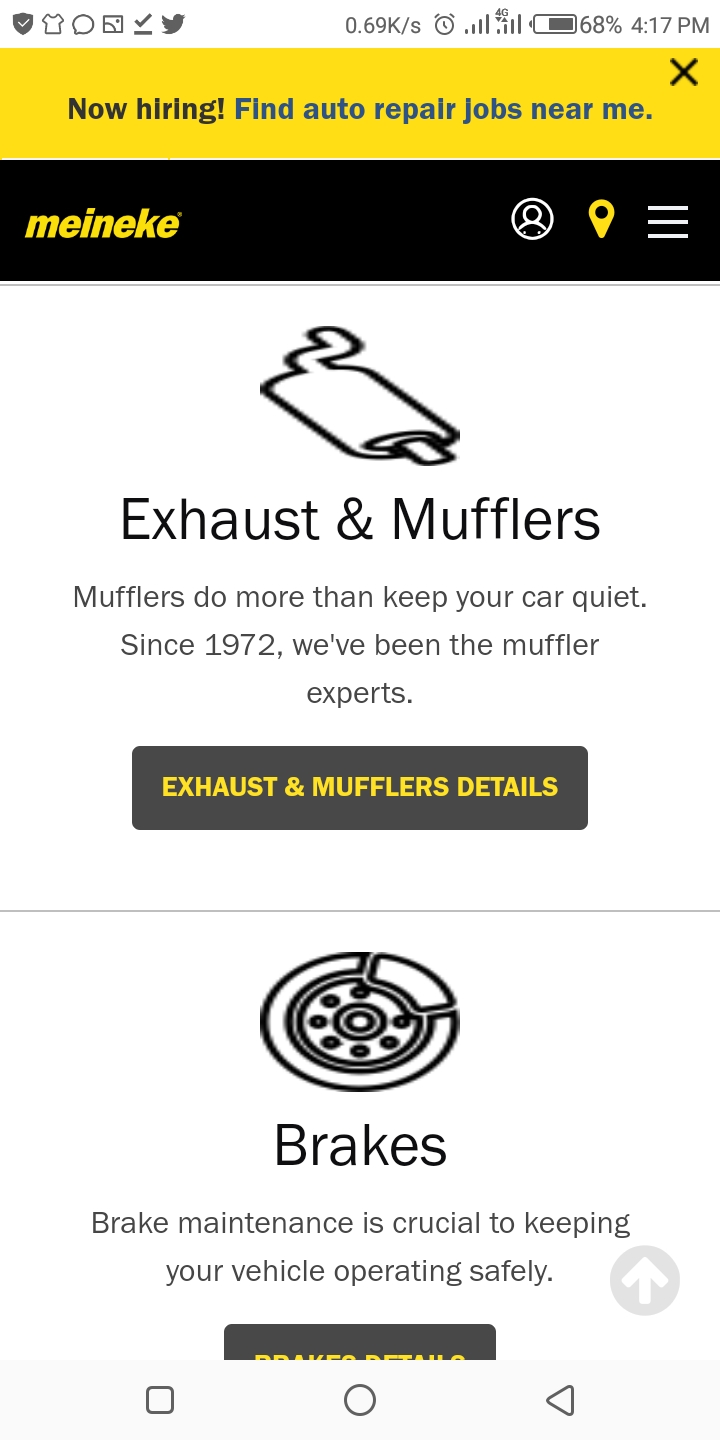 0.69K/s 4G 68% 4:17 PM
Now hiring! Find auto repair jobs near me.
meineke
Exhaust & Mufflers
Mufflers do more than keep your car quiet.
Since 1972, we've been the muffler
experts.
EXHAUST & MUFFLERS DETAILS
Brakes
Brake maintenance is crucial to keeping
your vehicle operating safely.
BRAKES DETAILS